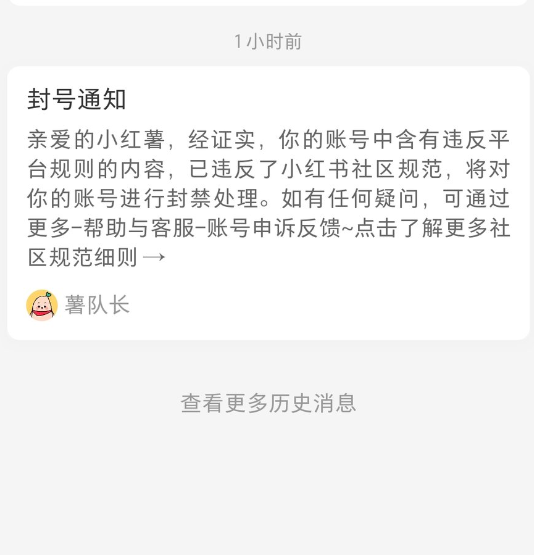 1小时前
封号通知
亲爱的小红薯，经证实，你的账号中含有违反平
台规则的内容，已违反了小红书社区规范，将对
你的账号进行封禁处理。如有任何疑问，可通过
更多-帮助与客服-账号申诉反馈~点击了解更多社
区规范细则→
薯队长
查看更多历史消息